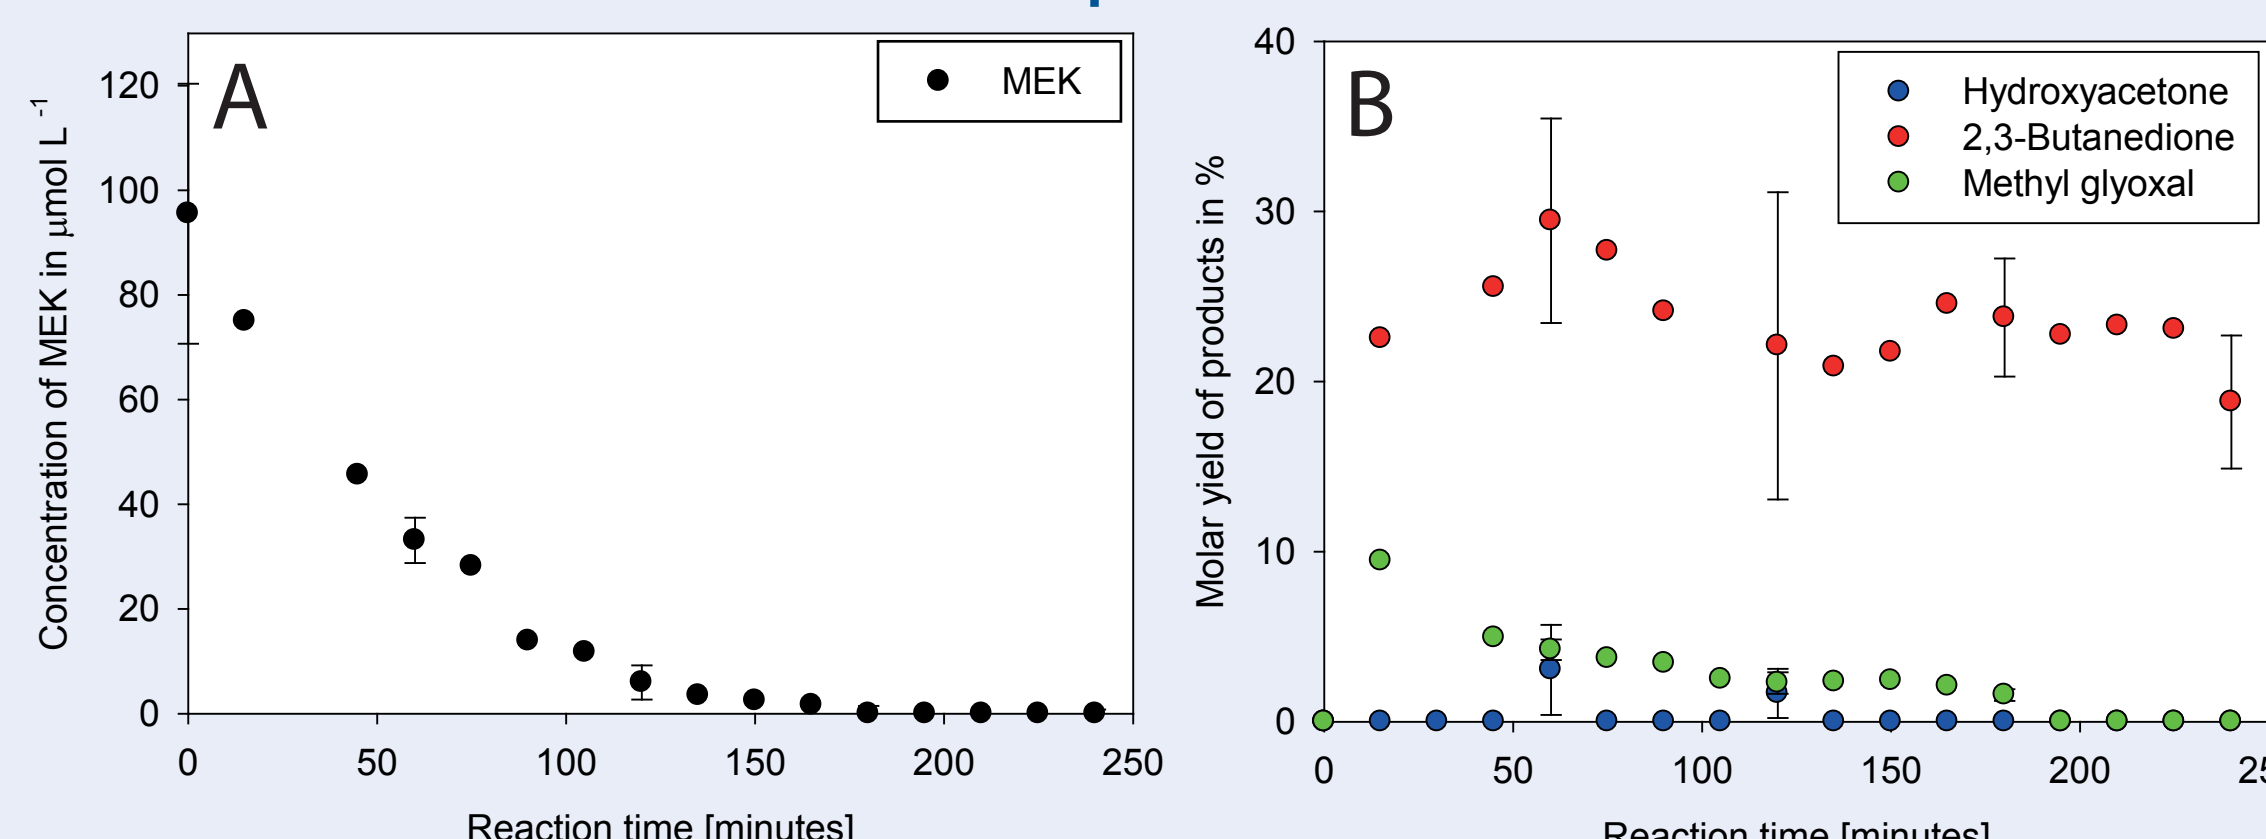 A
MEK
120
100
80
60
40
20
0
0 50 100 150 200 250
Concentration of MEK in µmol L⁻¹
Reaction time [minutes]
B
Hydroxyacetone
2,3-Butanedione
Methyl glyoxal
40
30
20
10
0
0 50 100 150 200 25
Molar yield of products in %
Reaction time [minutes]